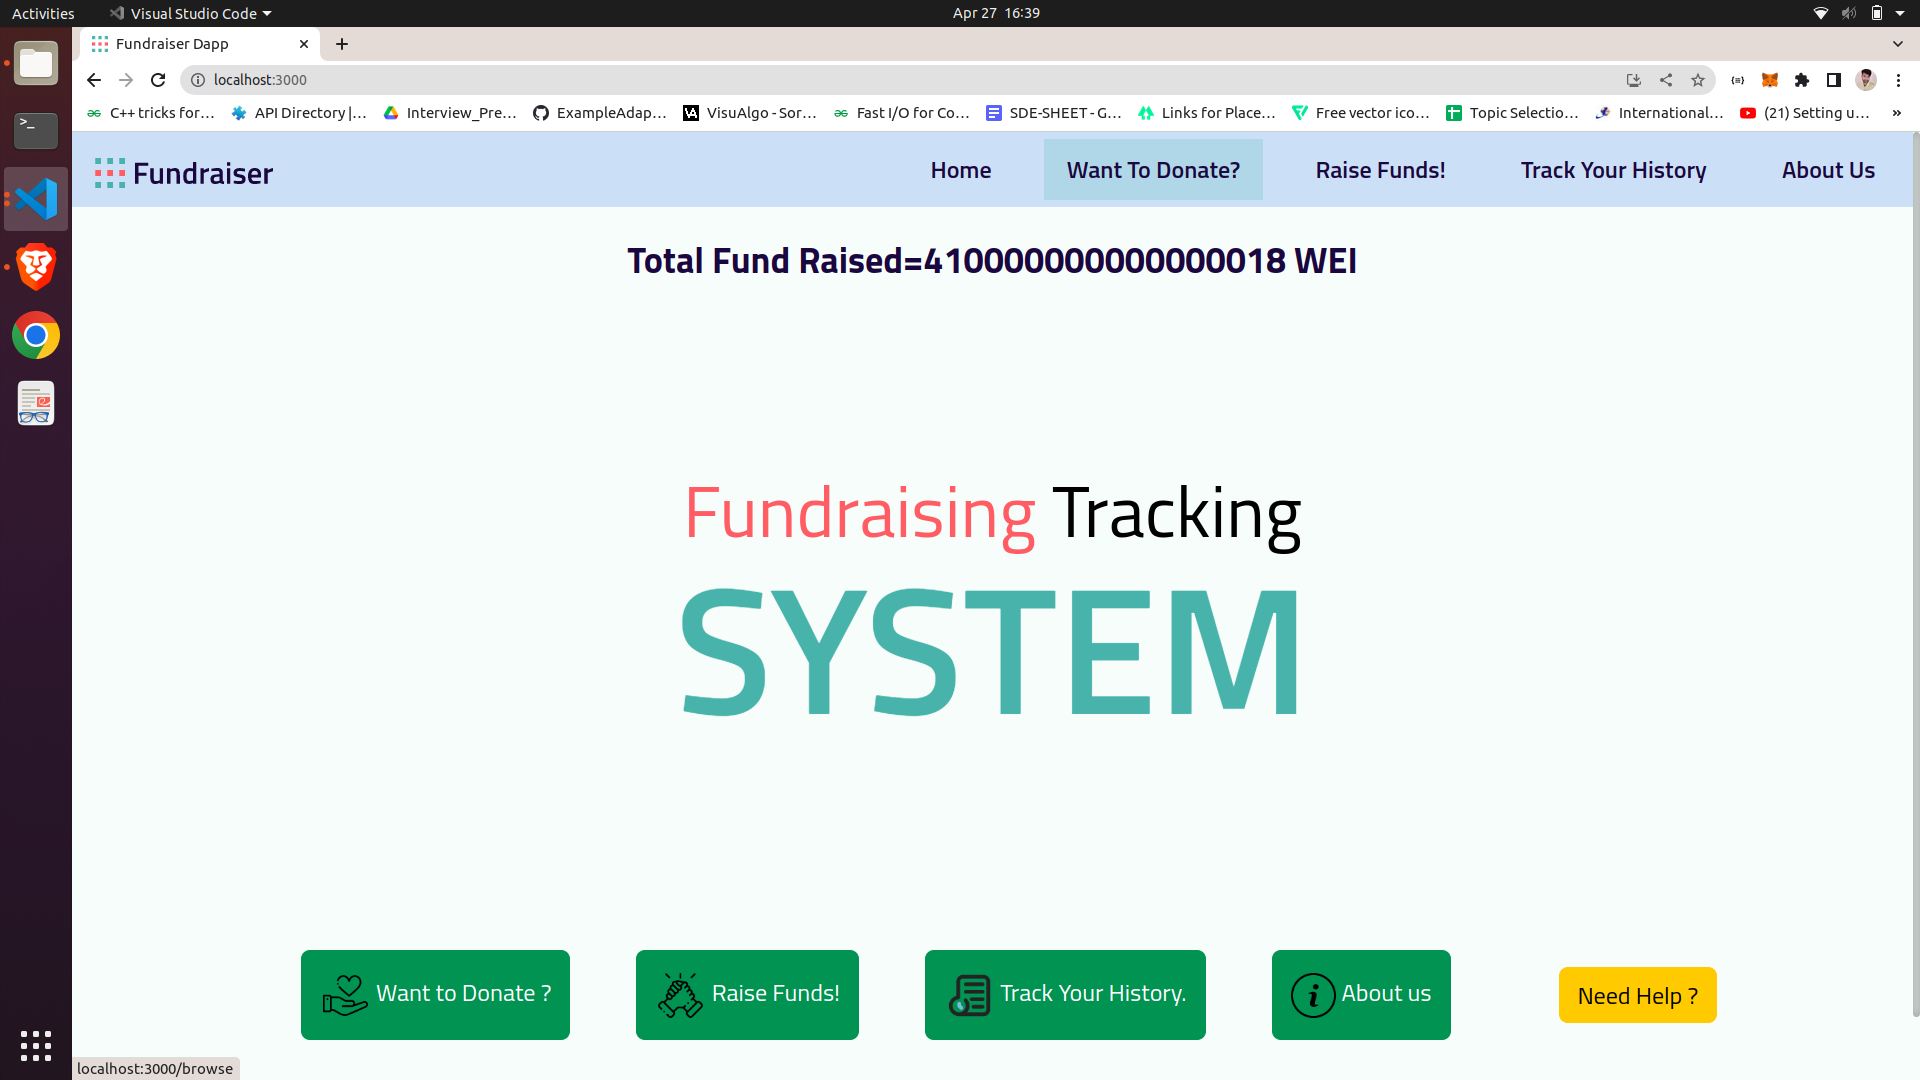 Activities
Visual Studio Code
Apr 27 16:39
Fundraiser Dapp
localhost:3000
C++ tricks for…
API Directory |…
Interview_Pre…
ExampleAdap…
VisuAlgo - Sor…
Fast I/O for Co…
SDE-SHEET - G…
Links for Place…
Free vector ico…
Topic Selectio…
International…
(21) Setting u…
»
Fundraiser
Home
Want To Donate?
Raise Funds!
Track Your History
About Us
Total Fund Raised=410000000000000018 WEI
Fundraising Tracking
SYSTEM
Want to Donate ?
Raise Funds!
Track Your History.
About us
Need Help ?
localhost:3000/browse